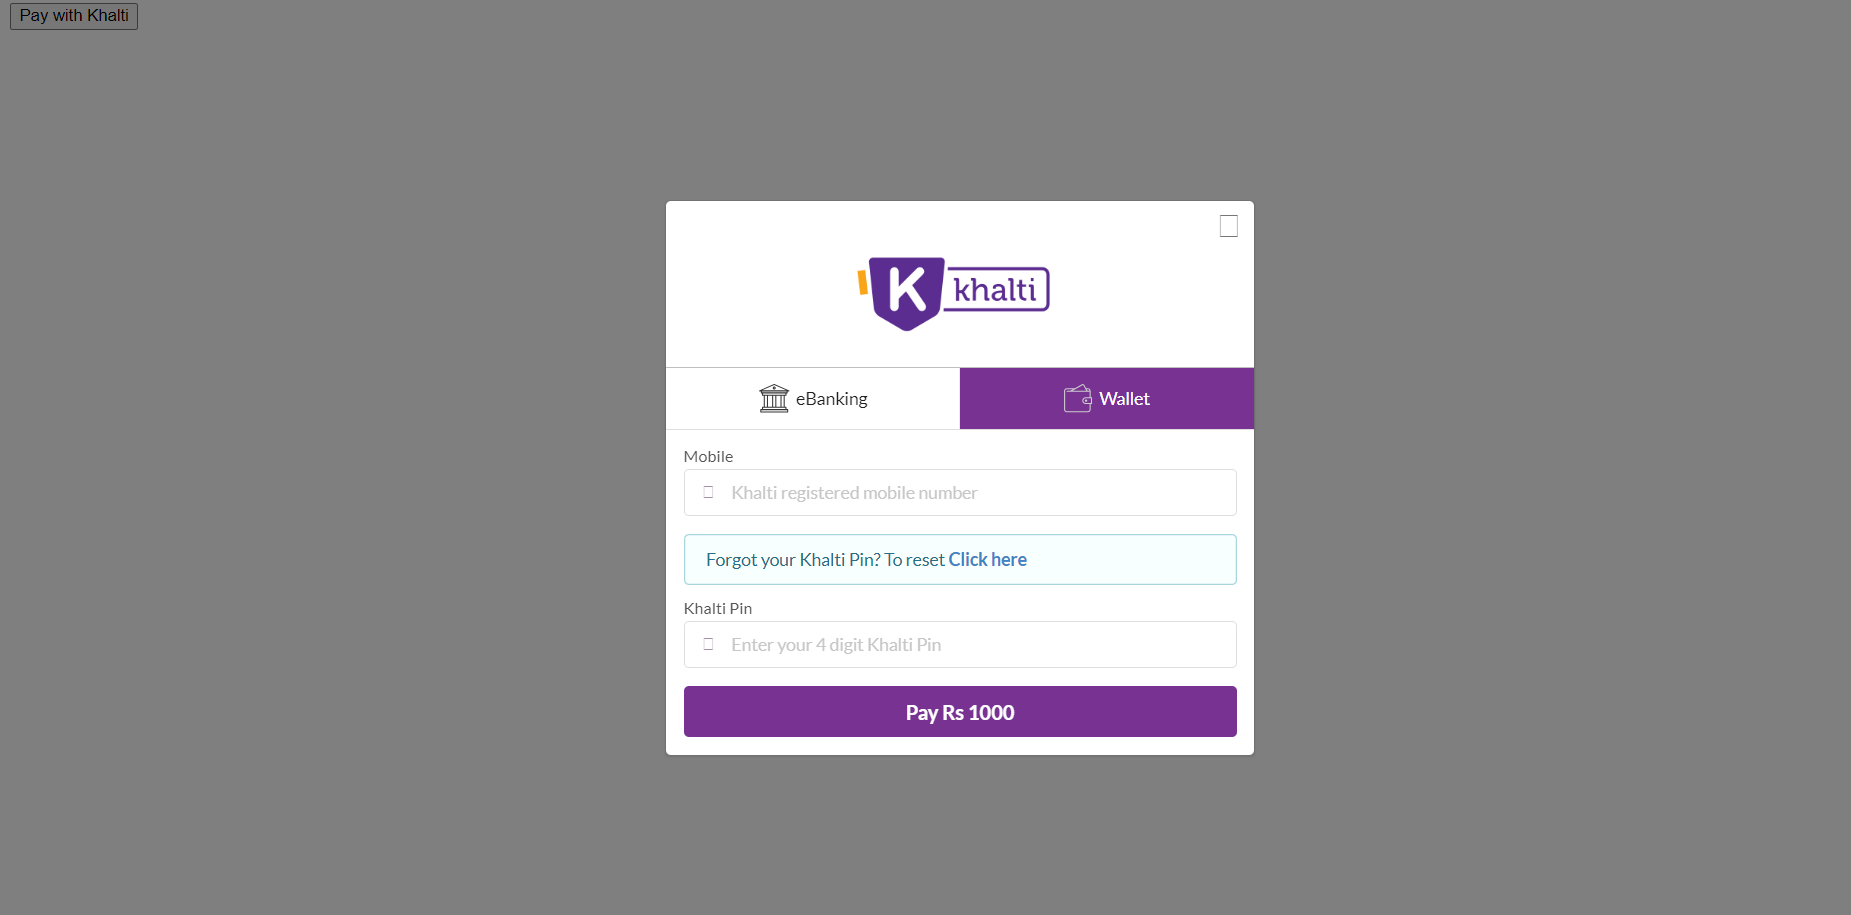 Pay with Khalti
K khalti
eBanking
Wallet
Mobile
Khalti registered mobile number
Forgot your Khalti Pin? To reset Click here
Khalti Pin
Enter your 4 digit Khalti Pin
Pay Rs 1000